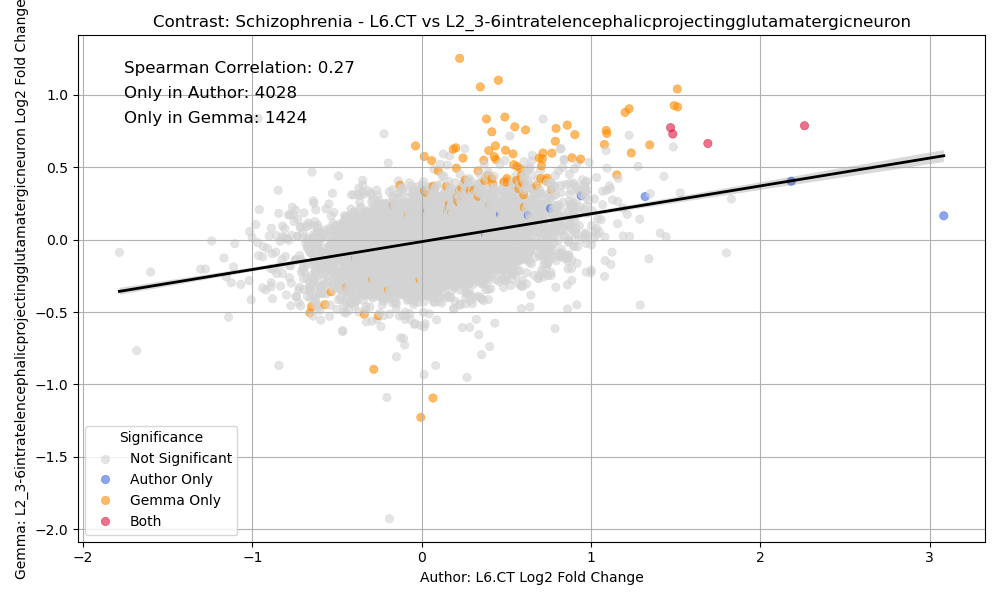 Contrast: Schizophrenia - L6.CT vs L2_3-6intratelencephalicprojectingglutamatergicneuron
Spearman Correlation: 0.27
Only in Author: 4028
Only in Gemma: 1424
Gemma: L2_3-6intratelencephalicprojectingglutamatergicneuron Log2 Fold Change
1.0
0.5
0.0
−0.5
−1.0
−1.5
−2.0
Significance
Not Significant
Author Only
Gemma Only
Both
−2
−1
0
1
2
3
Author: L6.CT Log2 Fold Change